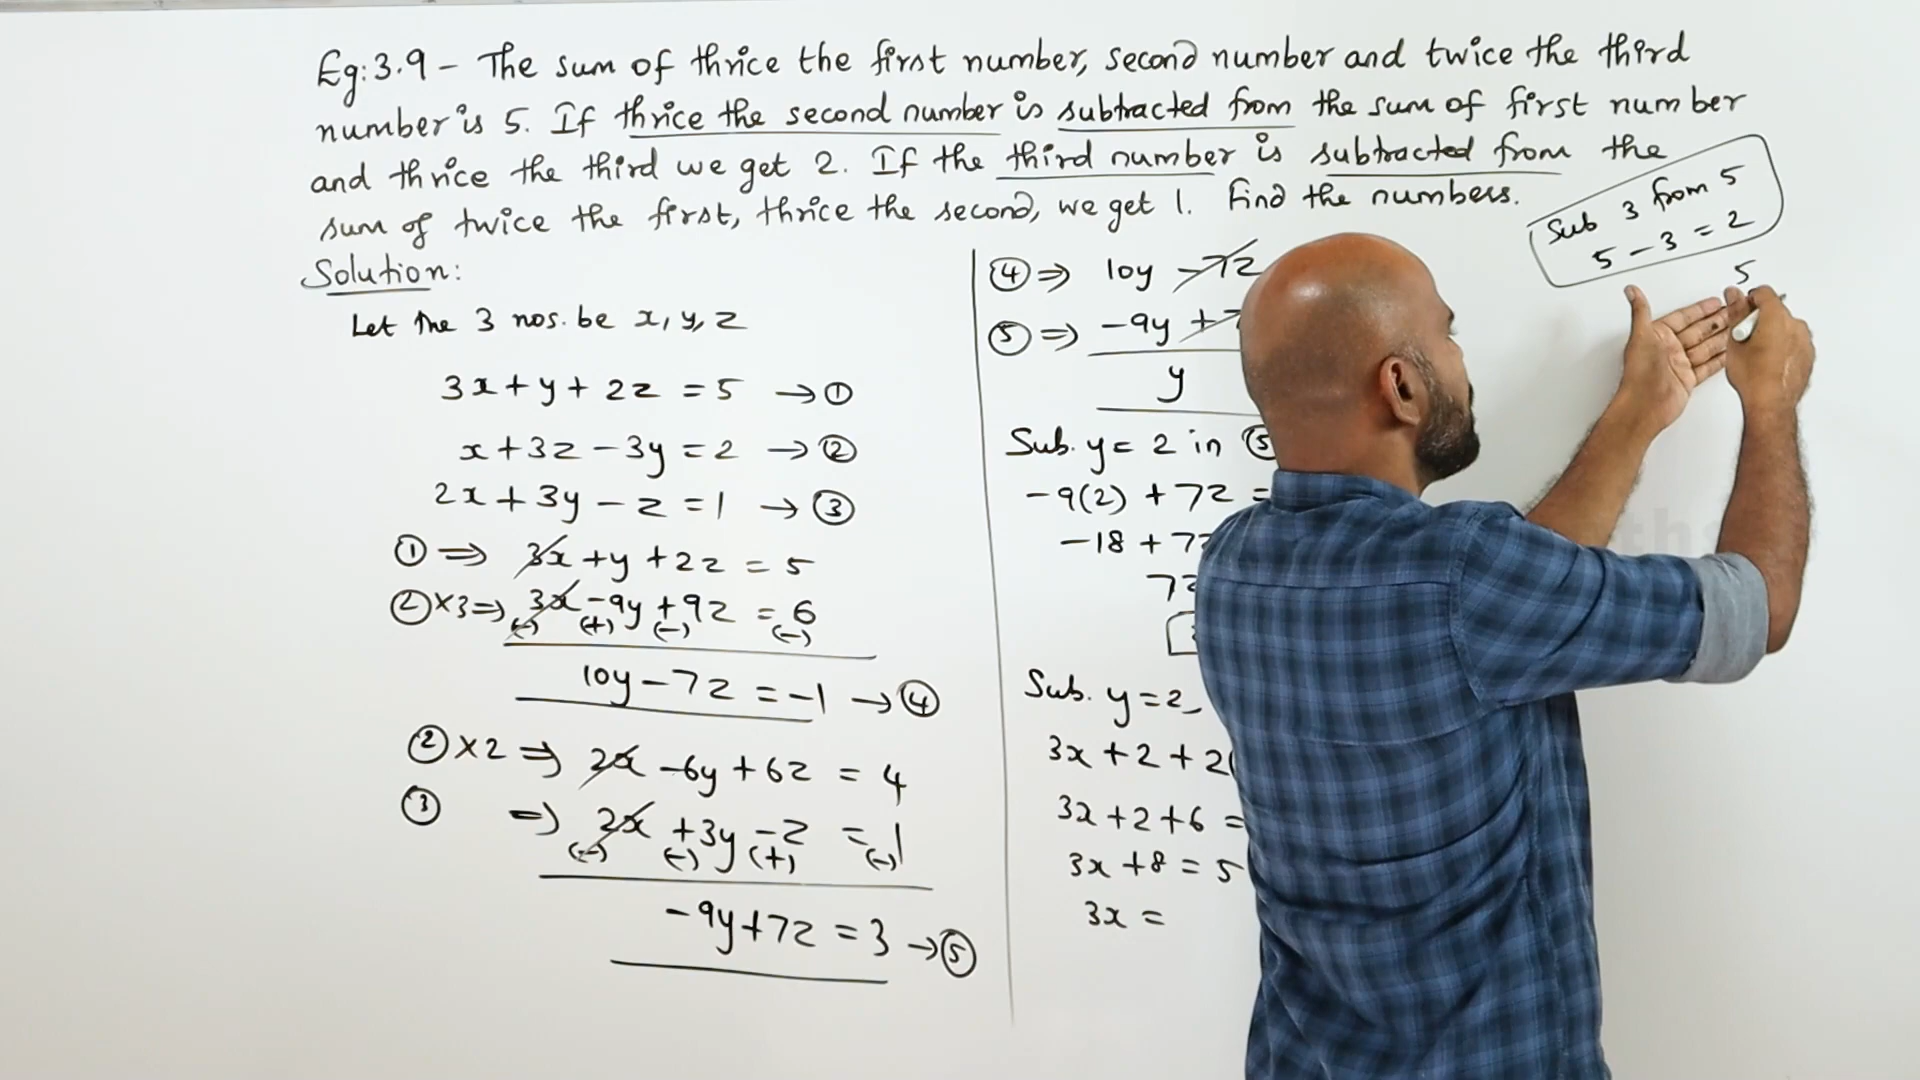 Eg: 3.9 - The sum of thrice the first number, second number and twice the third
number is 5. If thrice the second number is subtracted from the sum of first number
and thrice the third we get 2. If the third number is subtracted from the
sum of twice the first, thrice the second, we get 1. Find the numbers.
Sub 3 from 5
5 - 3 = 2
5
Solution:
Let the 3 nos. be x, y, z
3x + y + 2z = 5 → ①
x + 3z - 3y = 2 → ②
2x + 3y - z = 1 → ③
① ⇒ 3x + y + 2z = 5
② × 3 ⇒ 3x - 9y + 9z = 6
(-) (+) (-) (-)
10y - 7z = -1 → ④
② × 2 ⇒ 2x - 6y + 6z = 4
③ ⇒ 2x + 3y - z = 1
(-) (-) (+) (-)
-9y + 7z = 3 → ⑤
④ ⇒ 10y - 7z
⑤ ⇒ -9y + 7
y
Sub. y = 2 in ⑤
-9(2) + 7z =
-18 + 7z
7z
Sub. y = 2,
3x + 2 + 2(
3x + 2 + 6 =
3x + 8 = 5
3x =